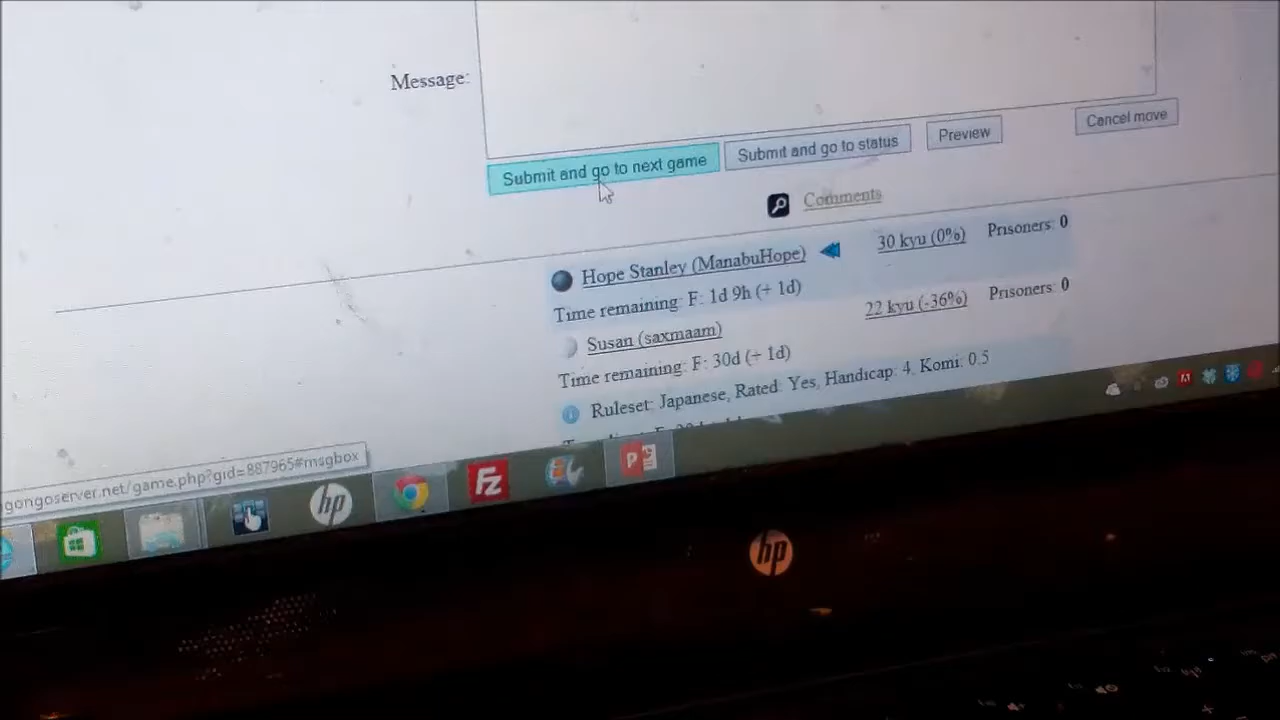 Message:
Submit and go to next game
Submit and go to status
Preview
Cancel move
Comments
Hope Stanley (ManabuHope) 30 kyu (0%) Prisoners: 0
Time remaining: F: 1d 9h (+ 1d)
Susan (saxmaam) 22 kyu (-36%) Prisoners: 0
Time remaining: F: 30d (+ 1d)
Ruleset: Japanese, Rated: Yes, Handicap: 4, Komi: 0.5
gongoserver.net/game.php?gid=887965#msgbox
hp
FZ
P
hp